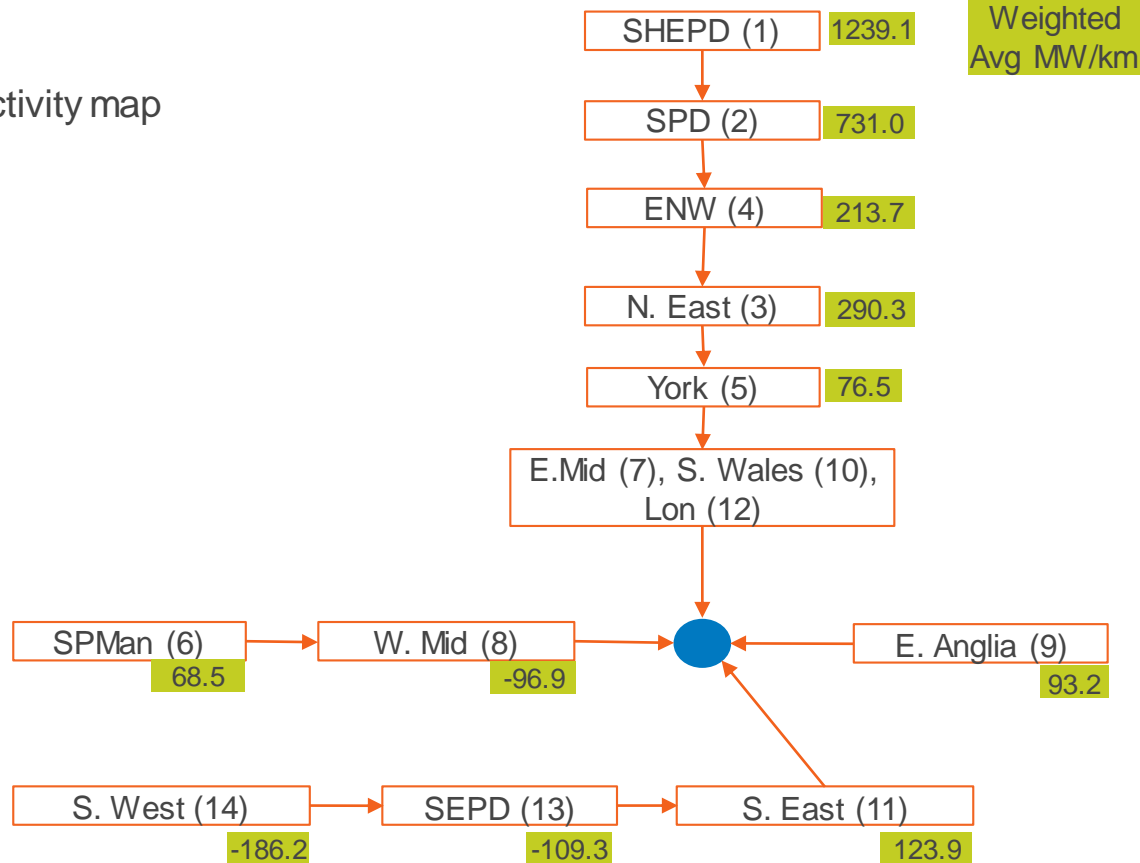 SHEPD (1)
1239.1
Weighted
Avg MW/km
ctivity map
SPD (2)
731.0
ENW (4)
213.7
N. East (3)
290.3
York (5)
76.5
E.Mid (7), S. Wales (10),
Lon (12)
SPMan (6)
68.5
W. Mid (8)
-96.9
E. Anglia (9)
93.2
S. West (14)
-186.2
SEPD (13)
-109.3
S. East (11)
123.9